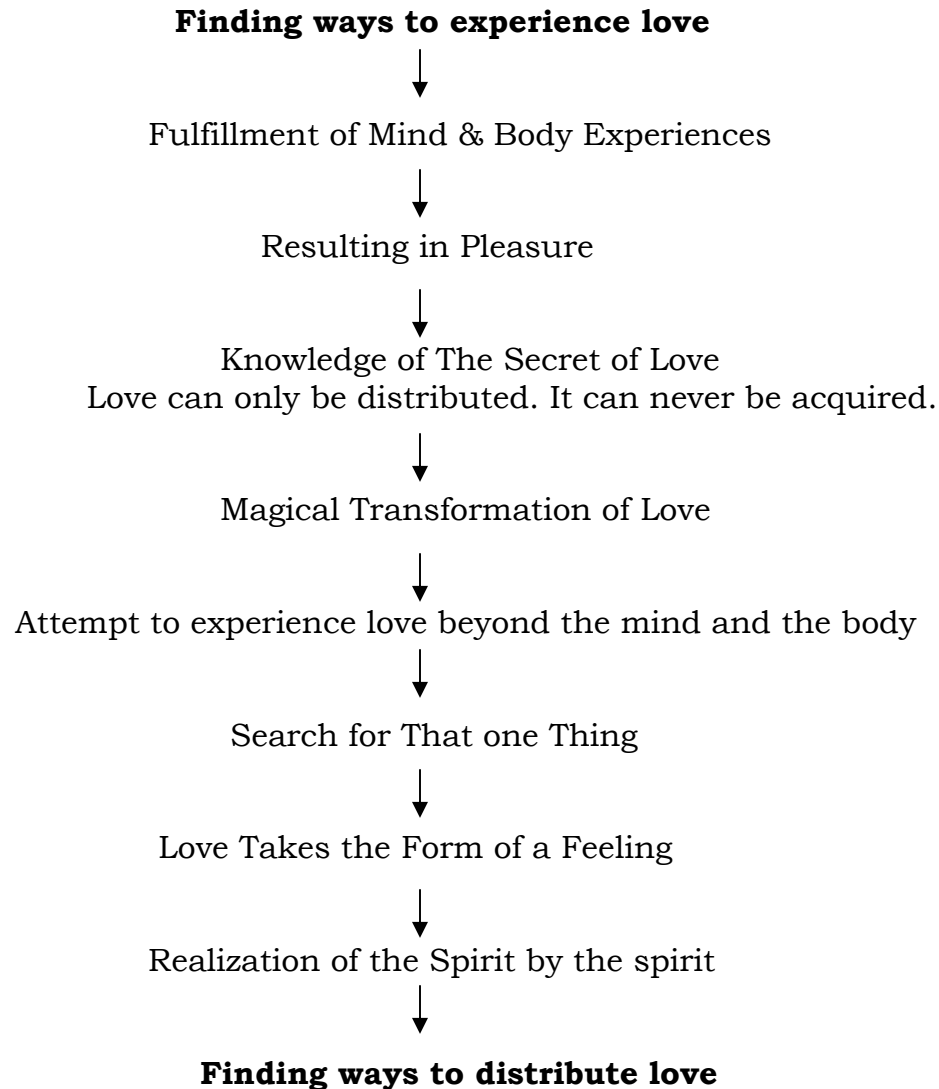 Finding ways to experience love
Fulfillment of Mind & Body Experiences
Resulting in Pleasure
Knowledge of The Secret of Love
Love can only be distributed. It can never be acquired.
Magical Transformation of Love
Attempt to experience love beyond the mind and the body
Search for That one Thing
Love Takes the Form of a Feeling
Realization of the Spirit by the spirit
Finding ways to distribute love